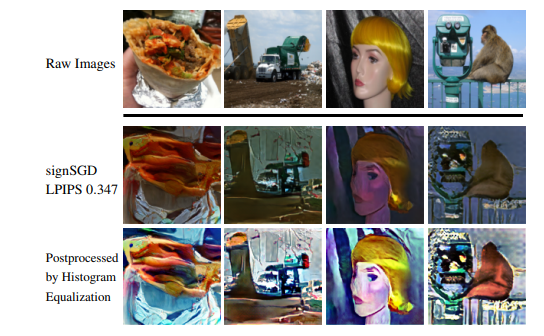 Raw Images
signSGD
LPIPS 0.347
Postprocessed
by Histogram
Equalization